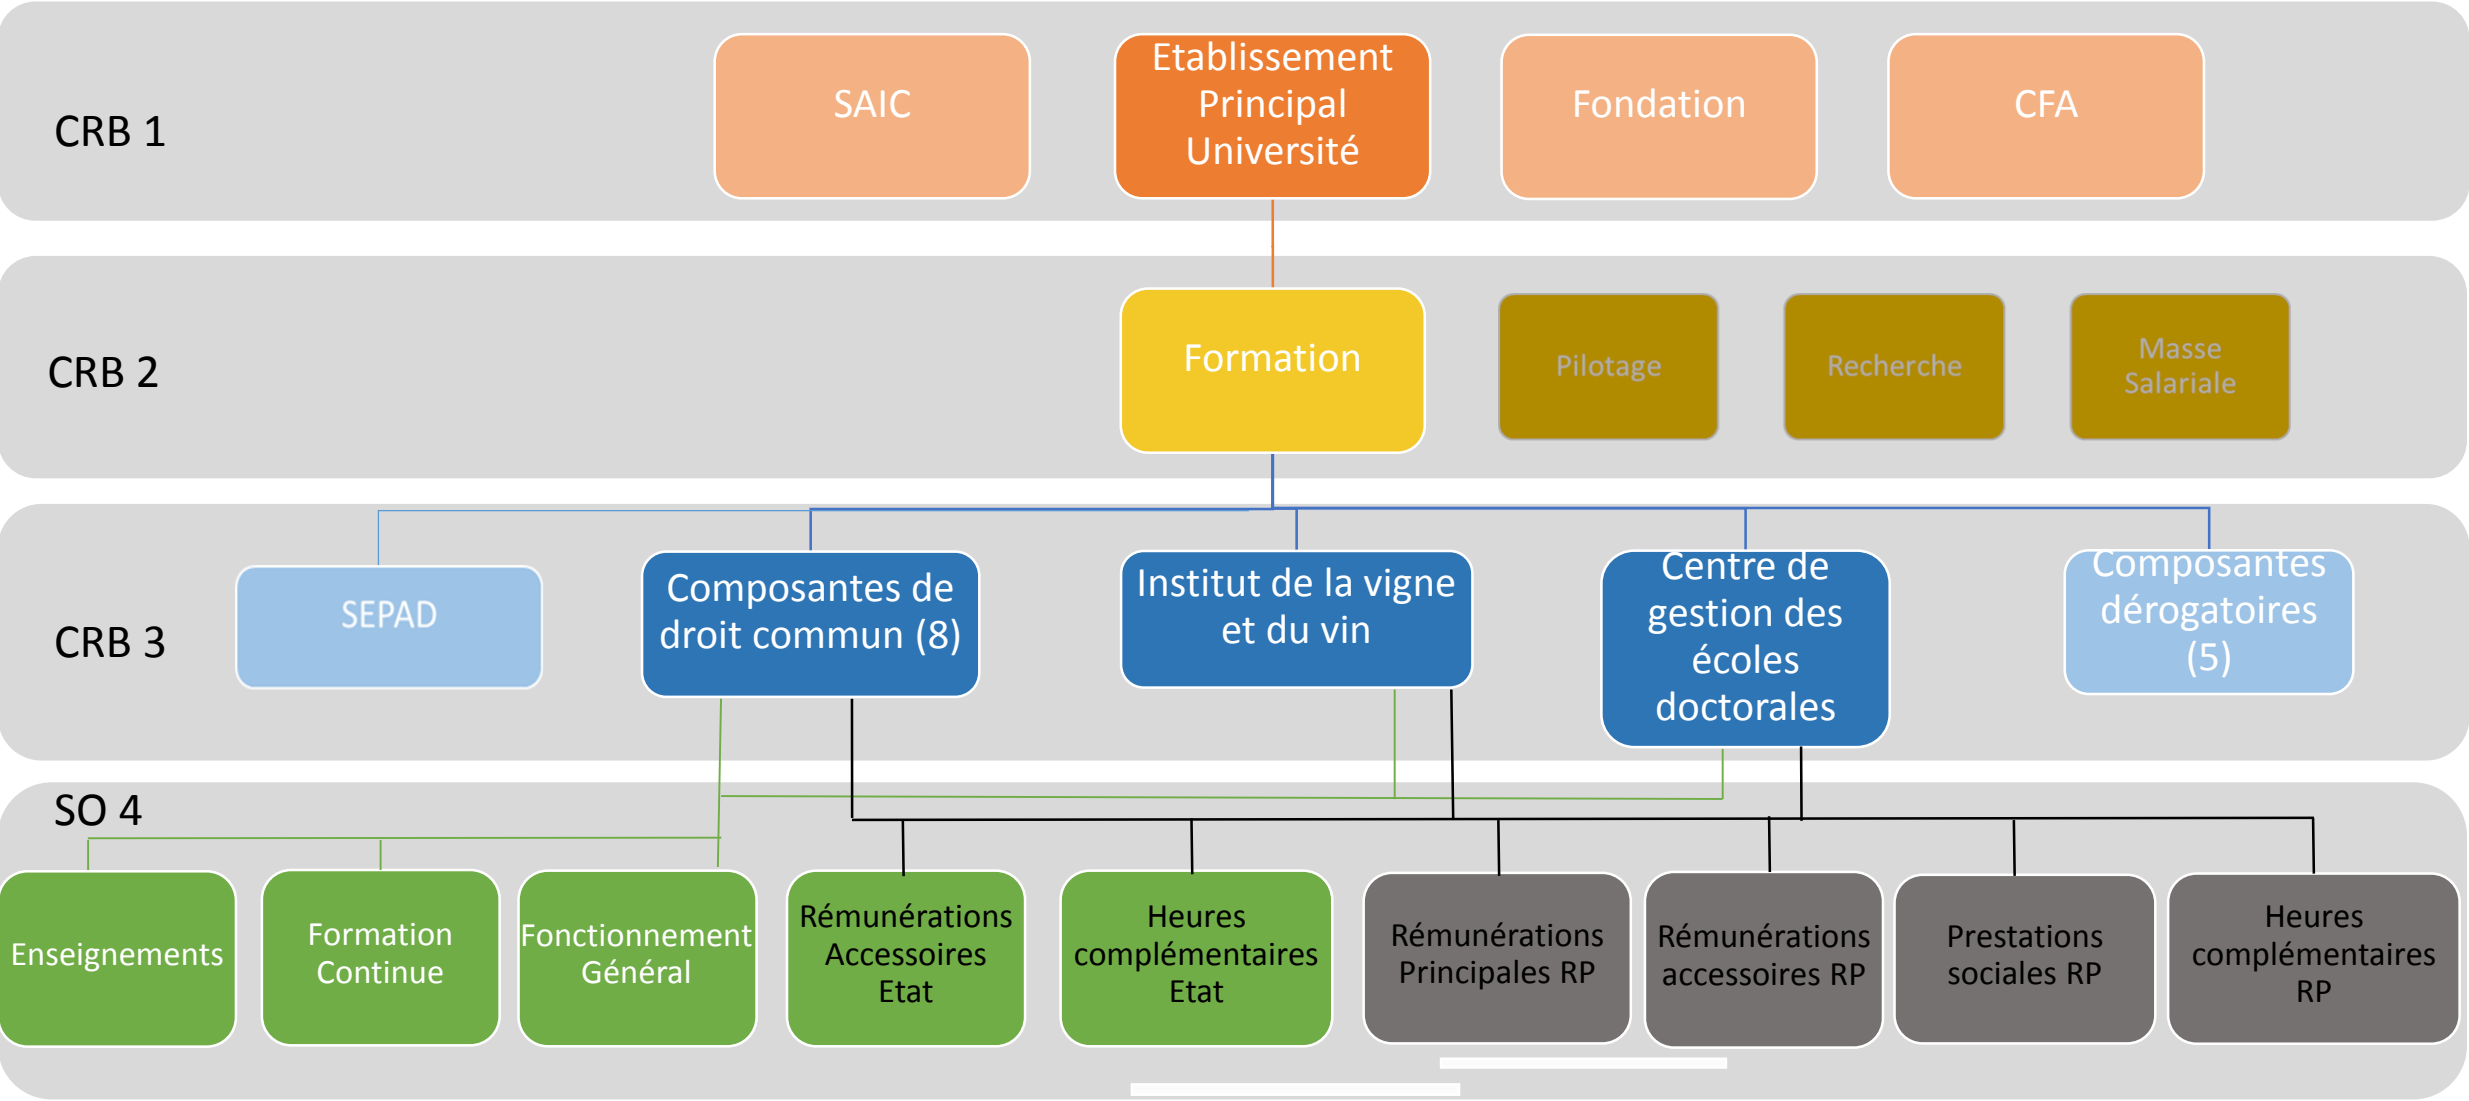 CRB 1
SAIC
Etablissement
Principal
Université
Fondation
CFA
CRB 2
Formation
Pilotage
Recherche
Masse
Salariale
CRB 3
SEPAD
Composantes de
droit commun (8)
Institut de la vigne
et du vin
Centre de
gestion des
écoles
doctorales
Composantes
dérogatoires
(5)
SO 4
Enseignements
Formation
Continue
Fonctionnement
Général
Rémunérations
Accessoires
Etat
Heures
complémentaires
Etat
Rémunérations
Principales RP
Rémunérations
accessoires RP
Prestations
sociales RP
Heures
complémentaires
RP